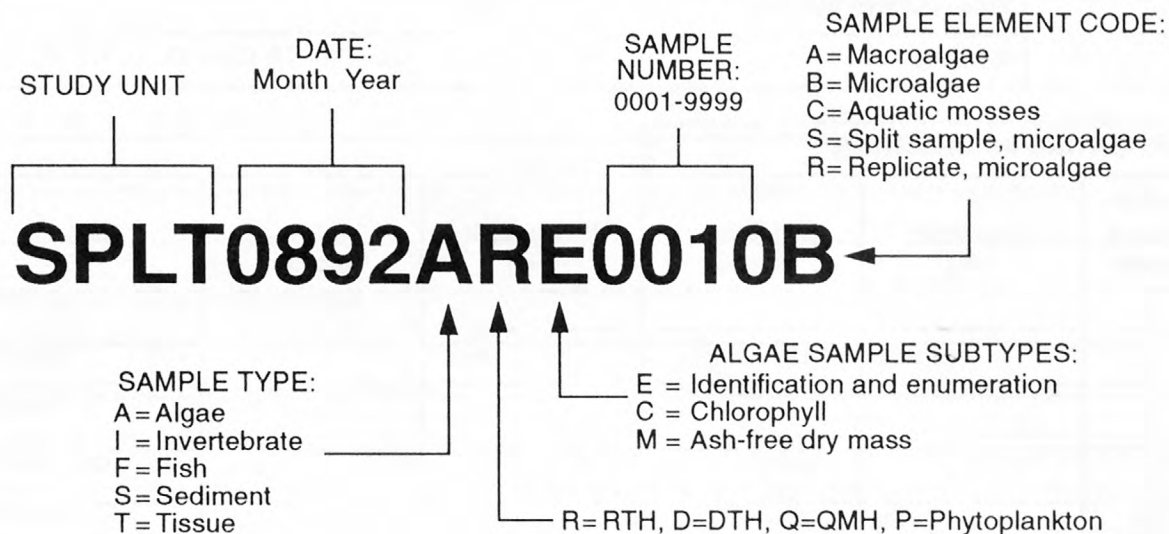 STUDY UNIT
DATE:
Month Year
SAMPLE
NUMBER:
0001-9999
SAMPLE ELEMENT CODE:
A= Macroalgae
B= Microalgae
C= Aquatic mosses
S= Split sample, microalgae
R= Replicate, microalgae
SPLT0892ARE0010B
SAMPLE TYPE:
A= Algae
I = Invertebrate
F= Fish
S= Sediment
T= Tissue
ALGAE SAMPLE SUBTYPES:
E = Identification and enumeration
C = Chlorophyll
M = Ash-free dry mass
R= RTH, D=DTH, Q=QMH, P=Phytoplankton